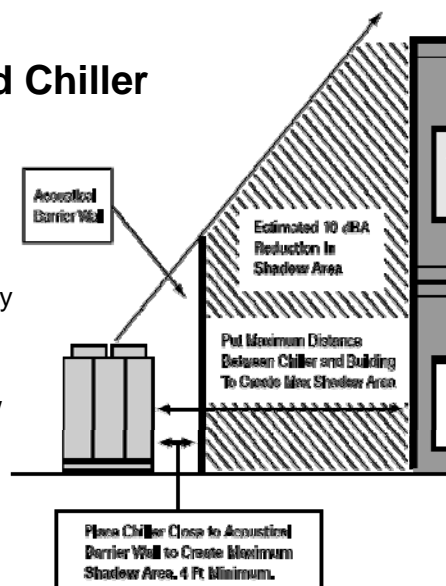 d Chiller
Acoustical
Barrier Wall
Estimated 10 dBA
Reduction In
Shadow Area
y
Put Maximum Distance
Between Chiller and Building
To Create Max Shadow Area
y
Place Chiller Close to Acoustical
Barrier Wall to Create Maximum
Shadow Area. 4 Ft Minimum.